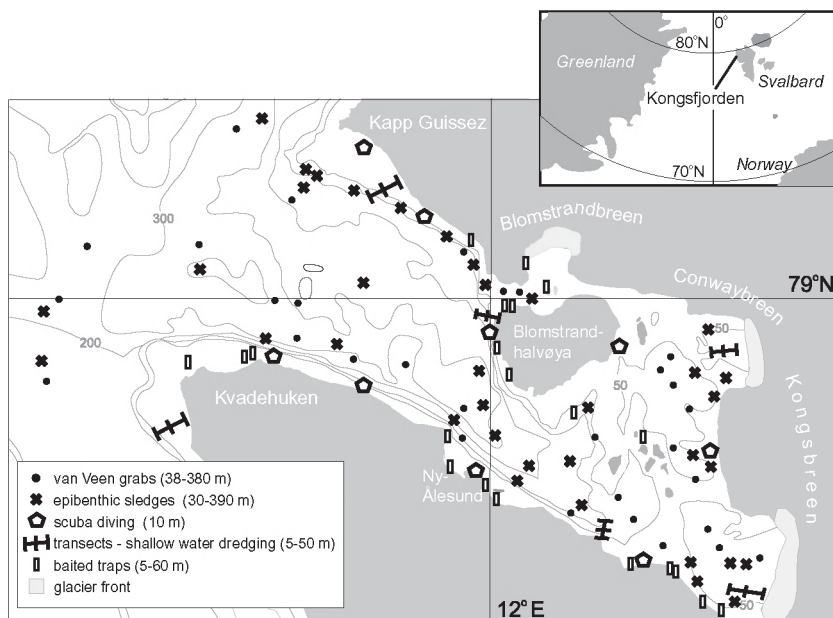 0°
80°N
Greenland
Svalbard
Kongsfjorden
70°N
Norway
Kapp Guissez
300
Blomstrandbreen
Conwaybreen
79°N
200
Blomstrand-
halvøya
50
50
Kongsbreen
Kvadehuken
Ny-
Ålesund
van Veen grabs (38-380 m)
epibenthic sledges (30-390 m)
scuba diving (10 m)
transects - shallow water dredging (5-50 m)
baited traps (5-60 m)
glacier front
12°E
50